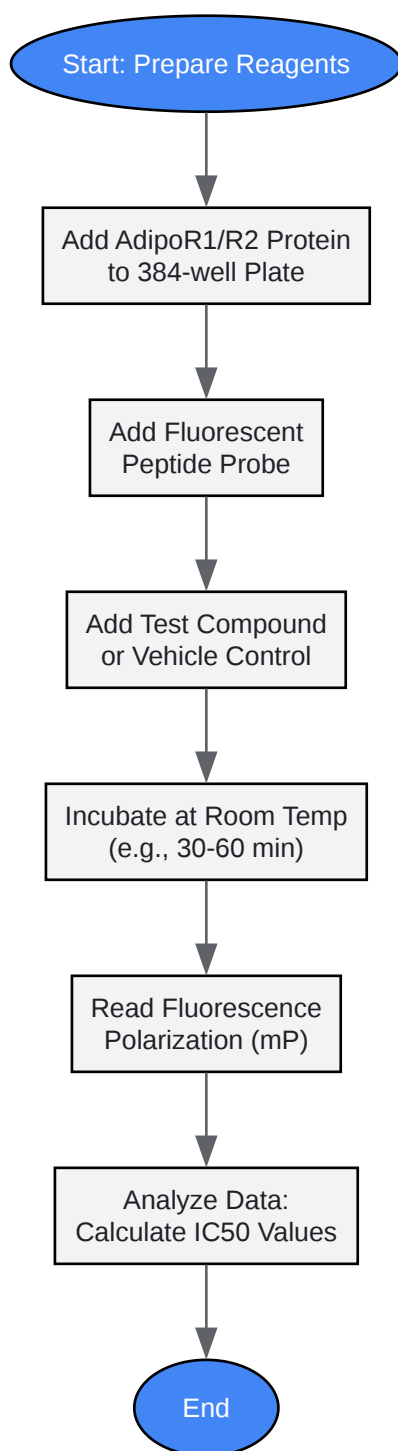 Start: Prepare Reagents
Add AdipoR1/R2 Protein
to 384-well Plate
Add Fluorescent
Peptide Probe
Add Test Compound
or Vehicle Control
Incubate at Room Temp
(e.g., 30-60 min)
Read Fluorescence
Polarization (mP)
Analyze Data:
Calculate IC50 Values
End